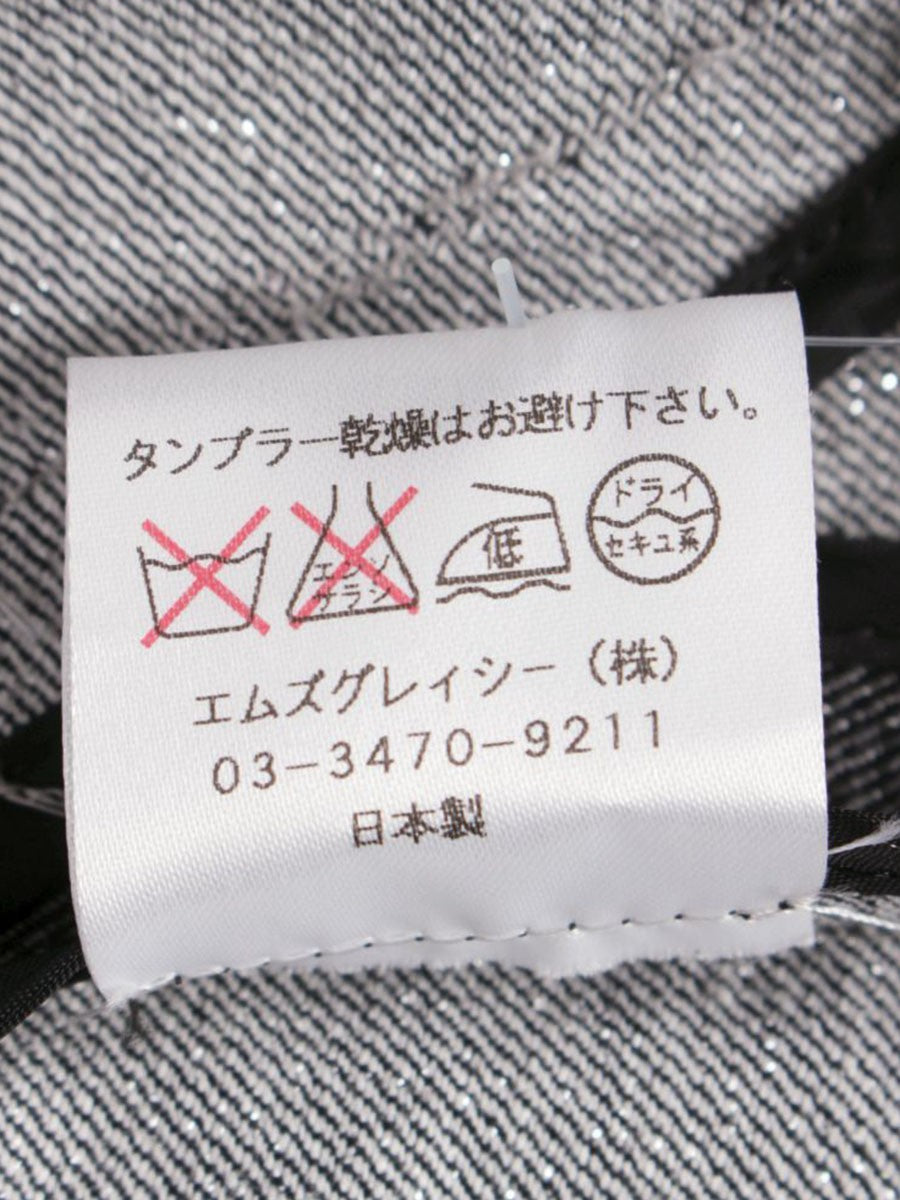 タンブラー乾燥はお避け下さい。
エンソ
サラシ
低
ドライ
セキユ系
エムズグレイシー（株）
03-3470-9211
日本製